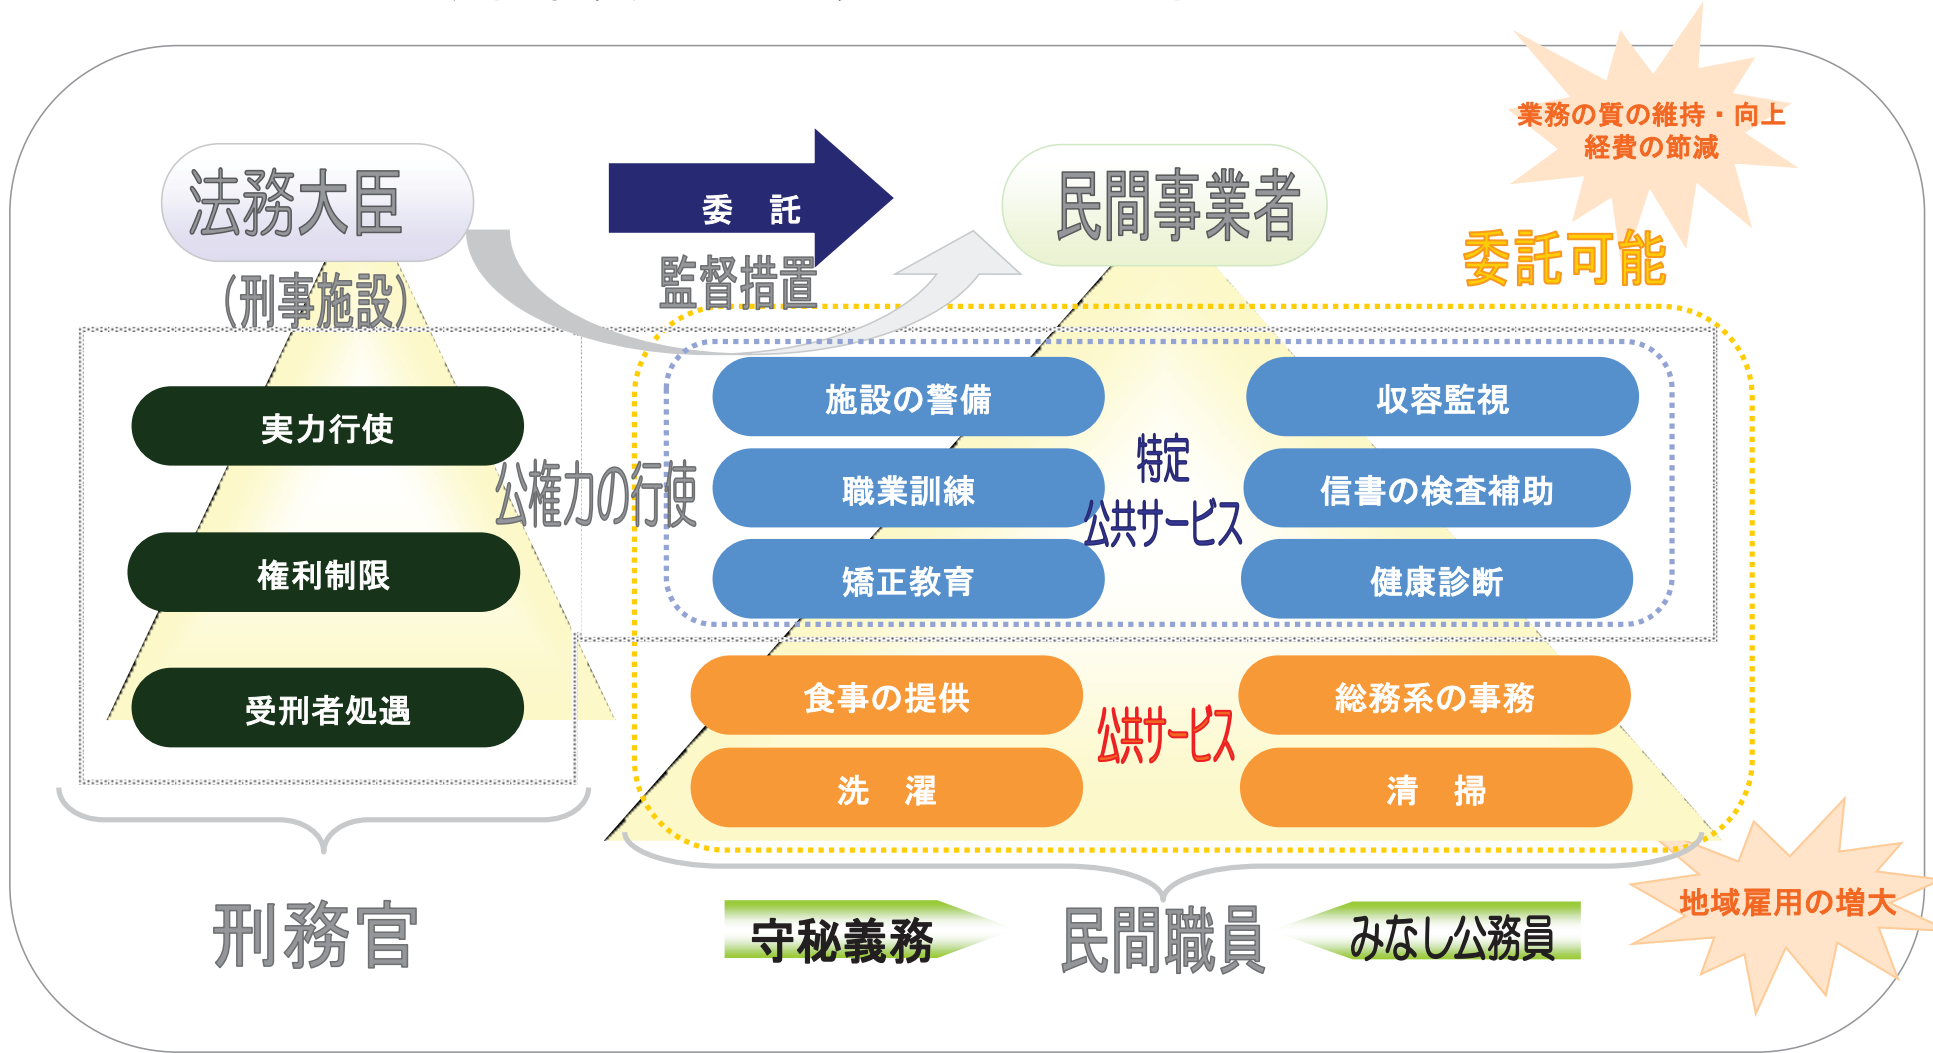 業務の質の維持・向上
経費の節減
法務大臣
委　託
民間事業者
委託可能
監督措置
(刑事施設)
施設の警備
収容監視
実力行使
特定
公共サービス
公権力の行使
職業訓練
信書の検査補助
権利制限
矯正教育
健康診断
受刑者処遇
食事の提供
総務系の事務
公共サービス
洗　濯
清　掃
地域雇用の増大
刑務官
守秘義務
民間職員
みなし公務員